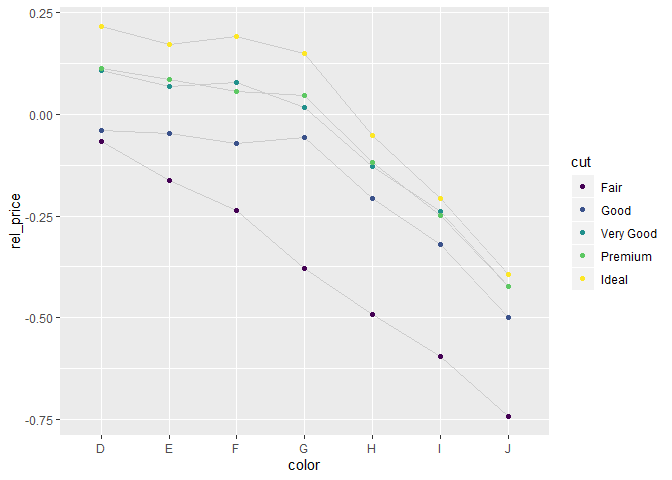 0.25
0.00
-0.25
-0.50
-0.75
rel_price
D E F G H I J
color
cut
Fair
Good
Very Good
Premium
Ideal